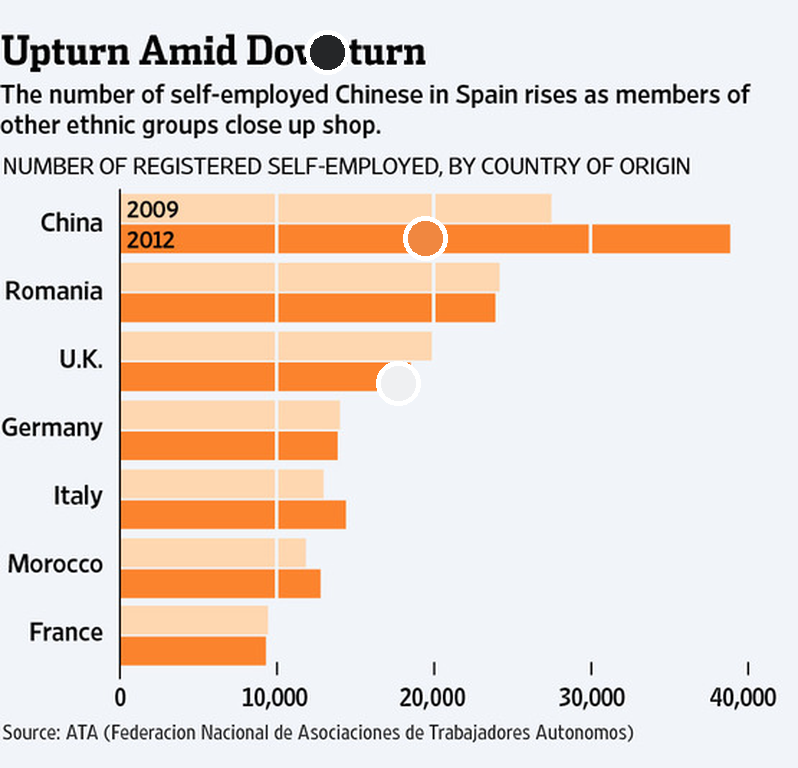 Upturn Amid
The number of self-employed Chinese in Spain rises as members of
other ethnic groups close up shop.
NUMBER OF REGISTERED SELF-EMPLOYED, BY COUNTRY OF ORIGIN
China
2009
2012
Romania
U.K.
Germany
Italy
Morocco
France
0 10,000 20,000 30,000 40,000
Source: ATA (Federacion Nacional de Asociaciones de Trabajadores Autonomos)